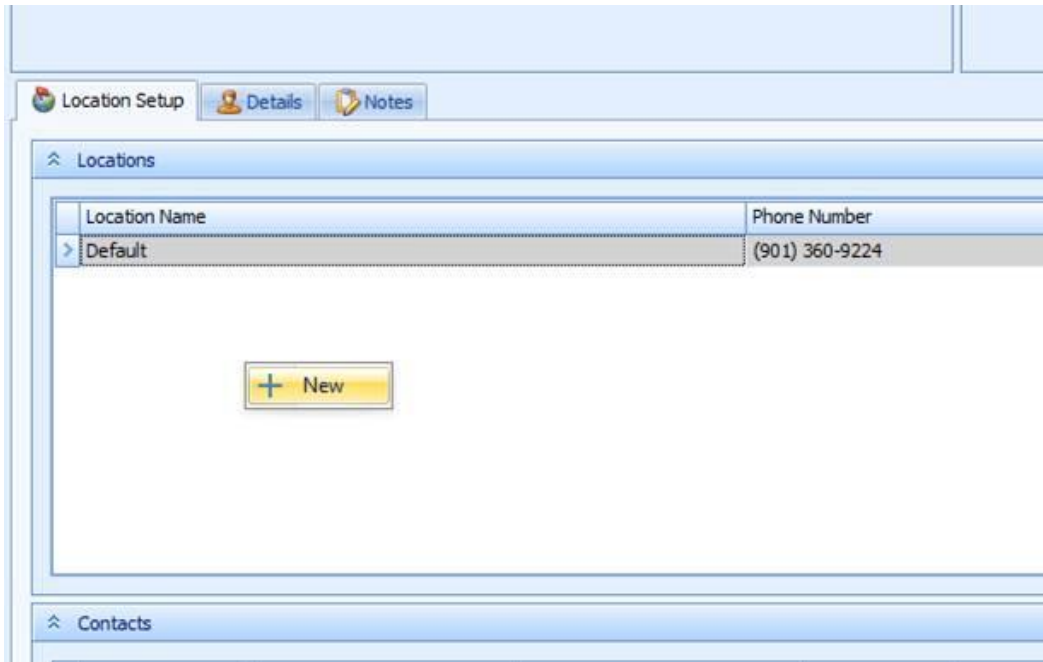 Location Setup Details Notes
Locations
Location Name Phone Number
> Default (901) 360-9224
+ New
Contacts